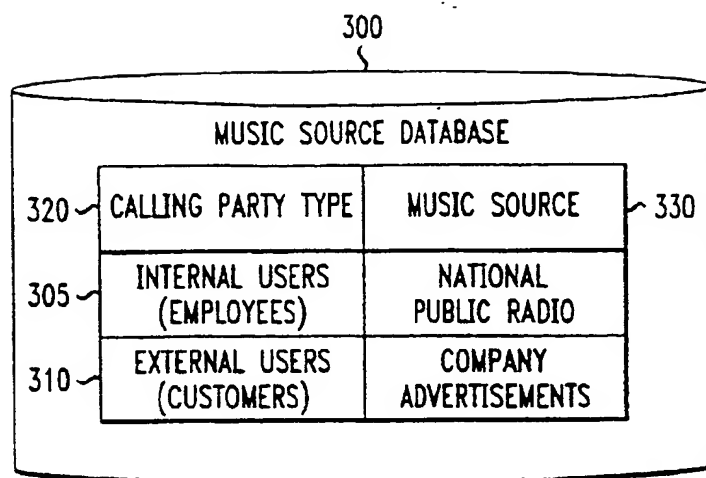 300
MUSIC SOURCE DATABASE
320 CALLING PARTY TYPE MUSIC SOURCE 330
305 INTERNAL USERS (EMPLOYEES) NATIONAL PUBLIC RADIO
310 EXTERNAL USERS (CUSTOMERS) COMPANY ADVERTISEMENTS